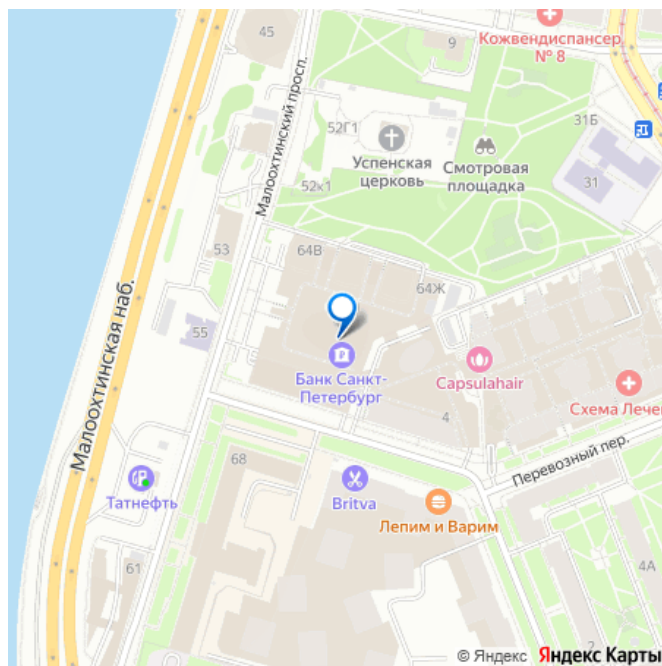 45
9
Кожвендиспансер
№ 8
Малоохтинский просп.
52Г1
Успенская
церковь
Смотровая
площадка
31Б
31
52к1
53
64В
64Ж
Малоохтинская наб.
55
Банк Санкт-
Петербург
Capsulahair
4
Схема Лечен
68
Перевозный пер.
Татнефть
Britva
Лепим и Варим
61
4А
2
© Яндекс Яндекс Карты